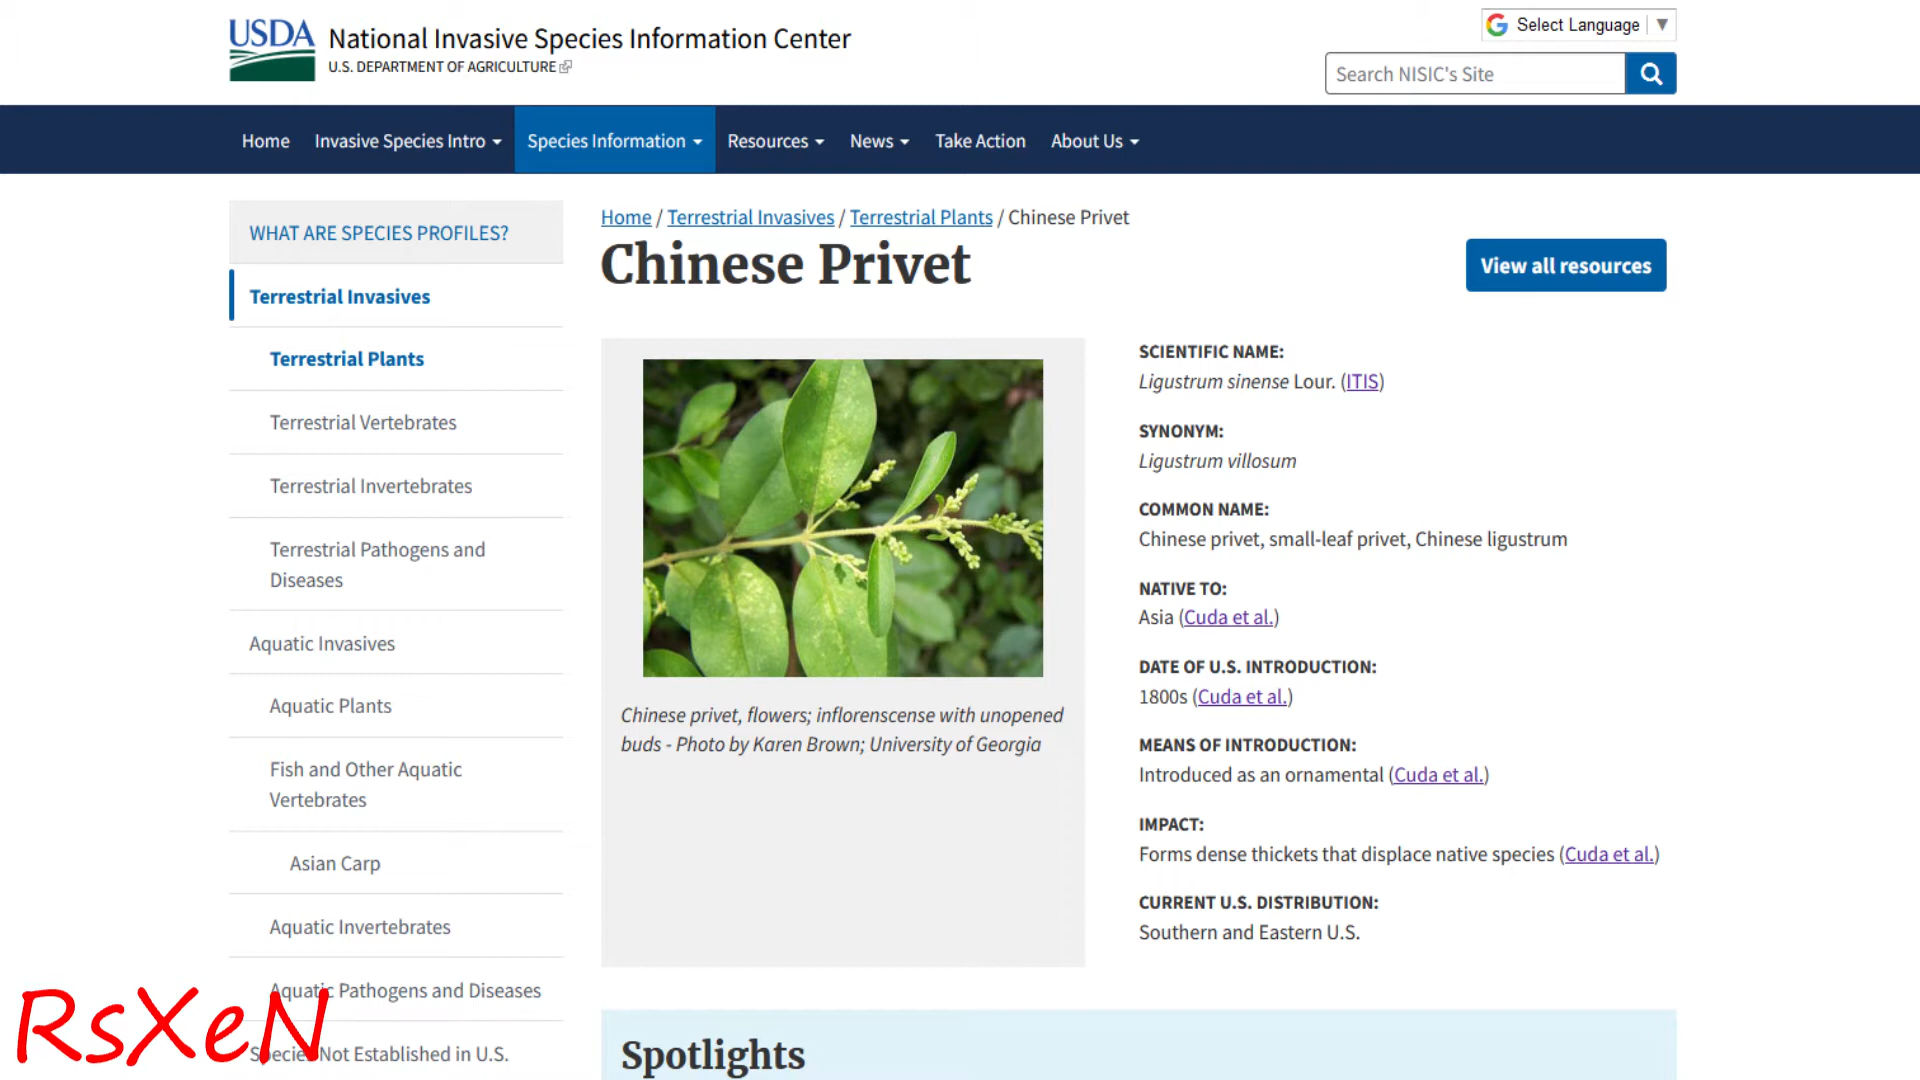 USDA
National Invasive Species Information Center
U.S. DEPARTMENT OF AGRICULTURE
Select Language
Search NISIC's Site
Home
Invasive Species Intro
Species Information
Resources
News
Take Action
About Us
WHAT ARE SPECIES PROFILES?
Terrestrial Invasives
Terrestrial Plants
Terrestrial Vertebrates
Terrestrial Invertebrates
Terrestrial Pathogens and
Diseases
Aquatic Invasives
Aquatic Plants
Fish and Other Aquatic
Vertebrates
Asian Carp
Aquatic Invertebrates
Aquatic Pathogens and Diseases
Species Not Established in U.S.
RsXeN
Home / Terrestrial Invasives / Terrestrial Plants / Chinese Privet
Chinese Privet
View all resources
Chinese privet, flowers; inflorenscense with unopened
buds - Photo by Karen Brown; University of Georgia
SCIENTIFIC NAME:
Ligustrum sinense Lour. (ITIS)
SYNONYM:
Ligustrum villosum
COMMON NAME:
Chinese privet, small-leaf privet, Chinese ligustrum
NATIVE TO:
Asia (Cuda et al.)
DATE OF U.S. INTRODUCTION:
1800s (Cuda et al.)
MEANS OF INTRODUCTION:
Introduced as an ornamental (Cuda et al.)
IMPACT:
Forms dense thickets that displace native species (Cuda et al.)
CURRENT U.S. DISTRIBUTION:
Southern and Eastern U.S.
Spotlights